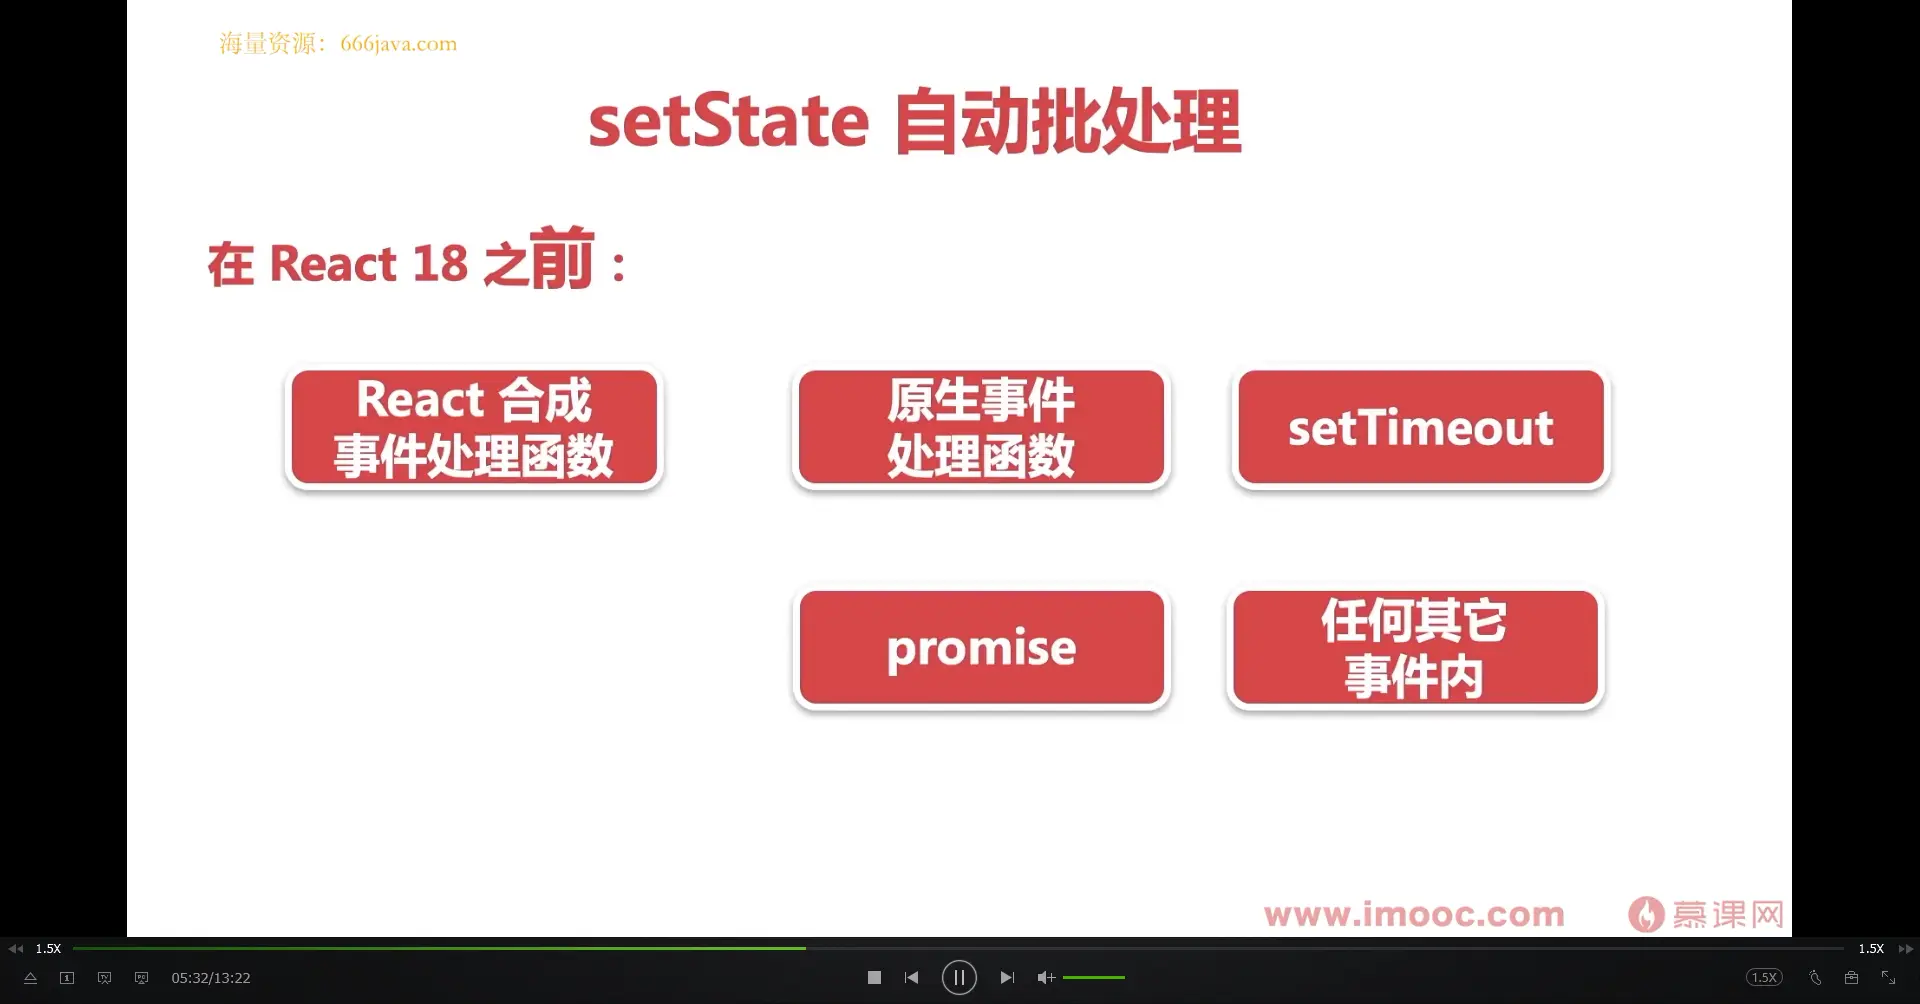 海量资源：666java.com
setState 自动批处理
在 React 18 之前：
React 合成
事件处理函数
原生事件
处理函数
setTimeout
promise
任何其它
事件内
www.imooc.com
慕课网
1.5X
1.5X
05:32/13:22
1.5X